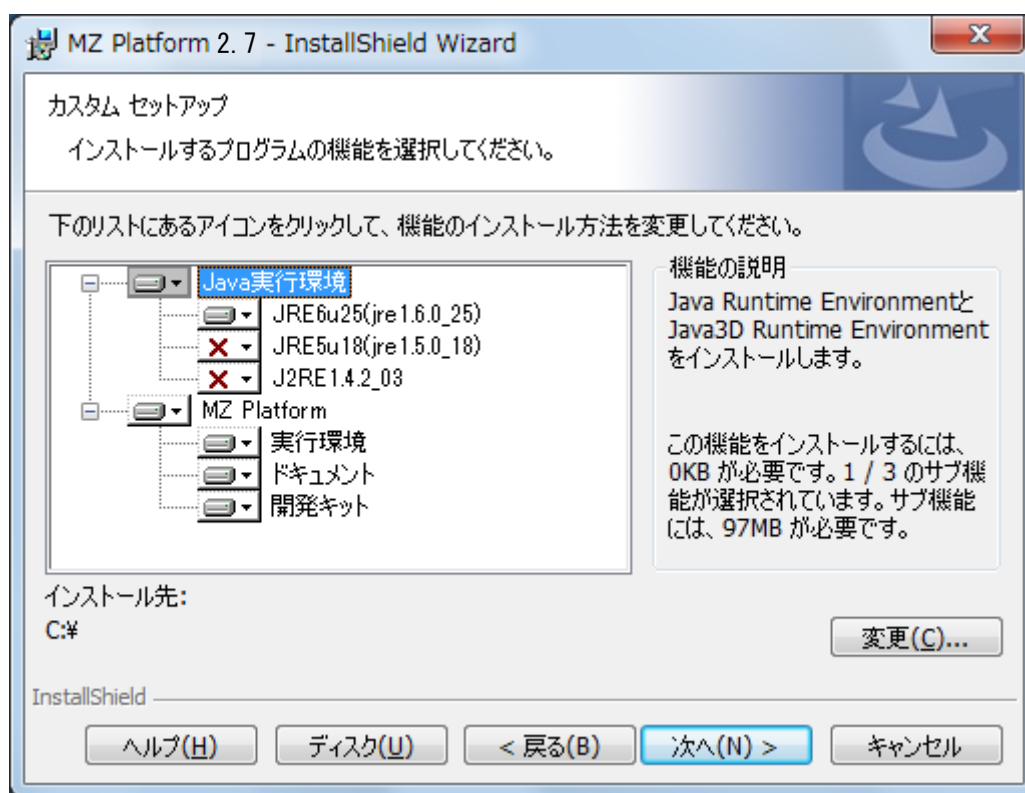 MZ Platform 2.7 - InstallShield Wizard
カスタム セットアップ
インストールするプログラムの機能を選択してください。
下のリストにあるアイコンをクリックして、機能のインストール方法を変更してください。
Java実行環境
JRE6u25(jre1.6.0_25)
JRE5u18(jre1.5.0_18)
J2RE1.4.2_03
MZ Platform
実行環境
ドキュメント
開発キット
機能の説明
Java Runtime Environmentと
Java3D Runtime Environment
をインストールします。
この機能をインストールするには、
0KB が必要です。1 / 3 のサブ機
能が選択されています。サブ機能
には、97MB が必要です。
インストール先:
C:¥
変更(C)...
InstallShield
ヘルプ(H)
ディスク(U)
< 戻る(B)
次へ(N) >
キャンセル